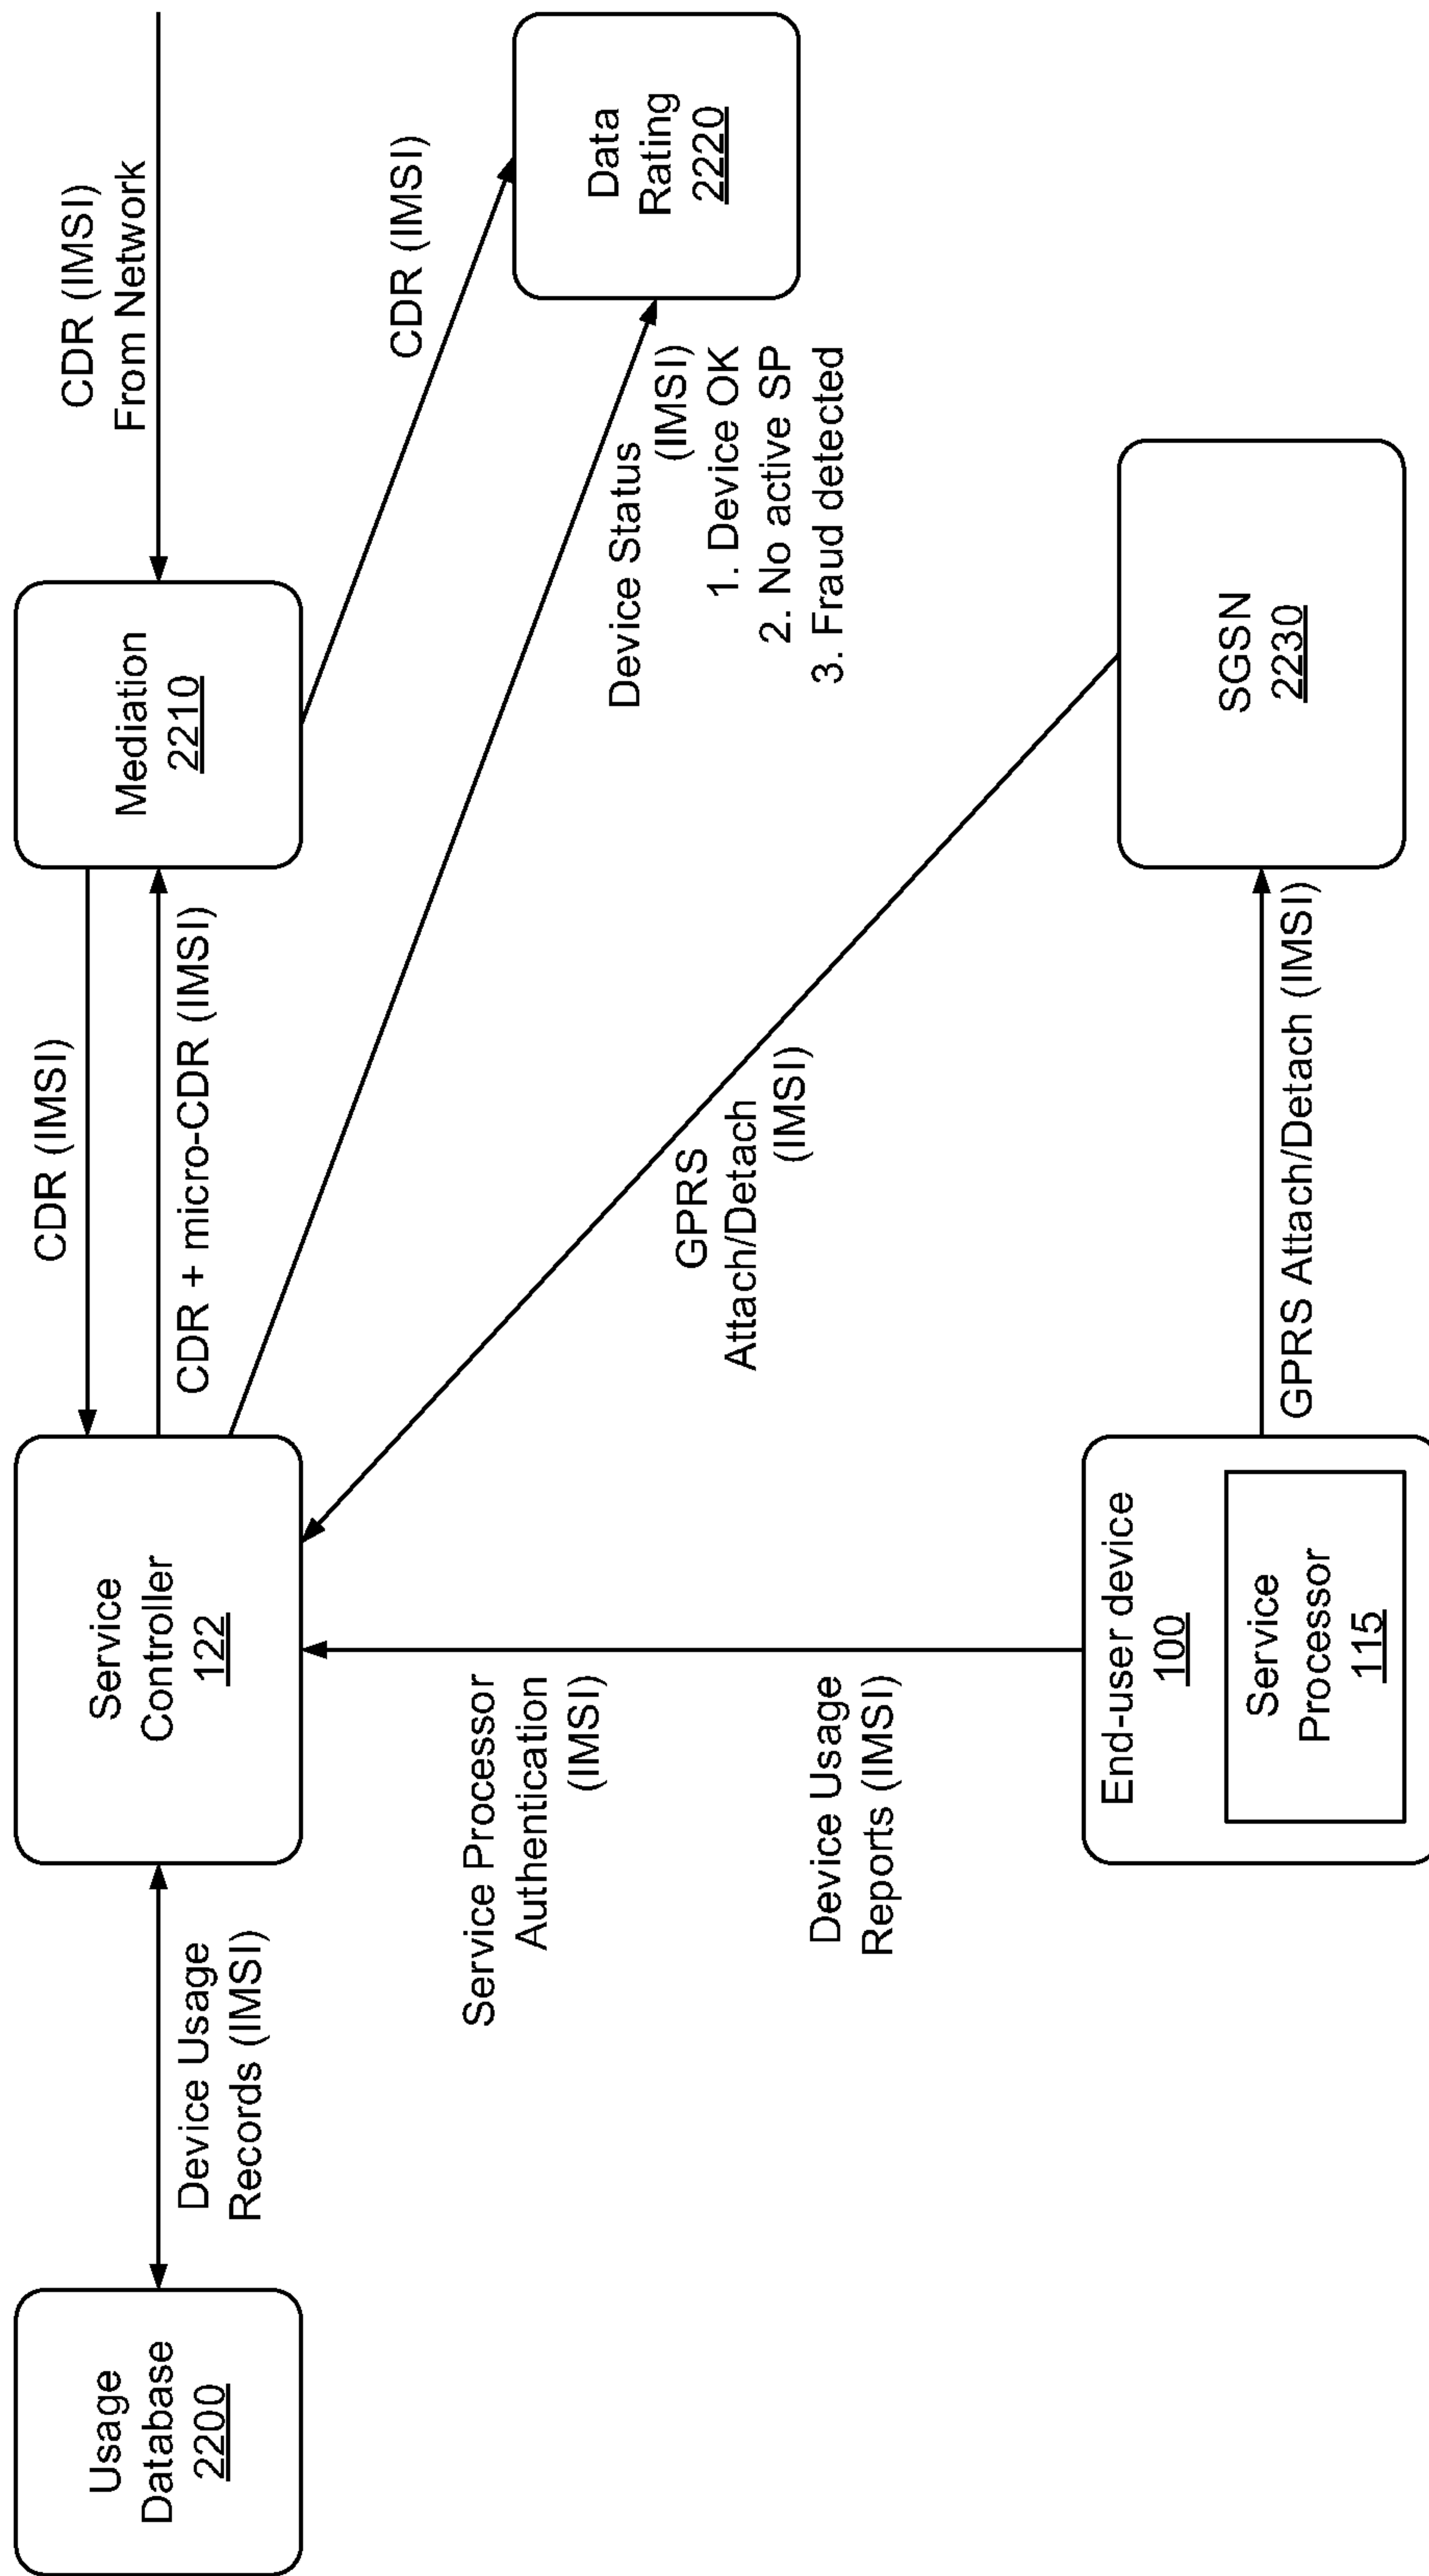 Usage
Database
2200
Device Usage
Records (IMSI)
Service
Controller
122
CDR (IMSI)
CDR + micro-CDR (IMSI)
Mediation
2210
CDR (IMSI)
From Network
CDR (IMSI)
Data
Rating
2220
Device Status
(IMSI)
1. Device OK
2. No active SP
3. Fraud detected
Service Processor
Authentication
(IMSI)
GPRS
Attach/Detach
(IMSI)
Device Usage
Reports (IMSI)
End-user device
100
Service
Processor
115
GPRS Attach/Detach (IMSI)
SGSN
2230